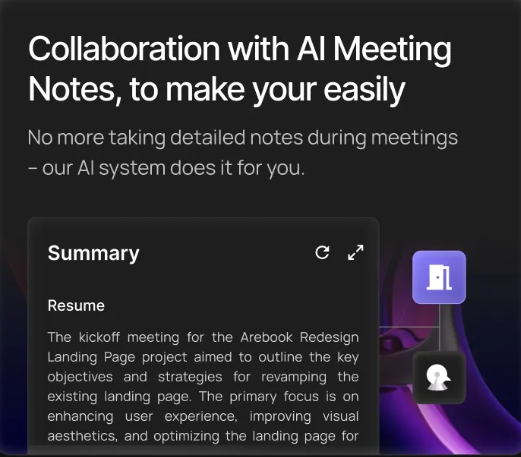 Collaboration with AI Meeting
Notes, to make your easily
No more taking detailed notes during meetings
– our AI system does it for you.
Summary
Resume
The kickoff meeting for the Arebook Redesign
Landing Page project aimed to outline the key
objectives and strategies for revamping the
existing landing page. The primary focus is on
enhancing user experience, improving visual
aesthetics, and optimizing the landing page for